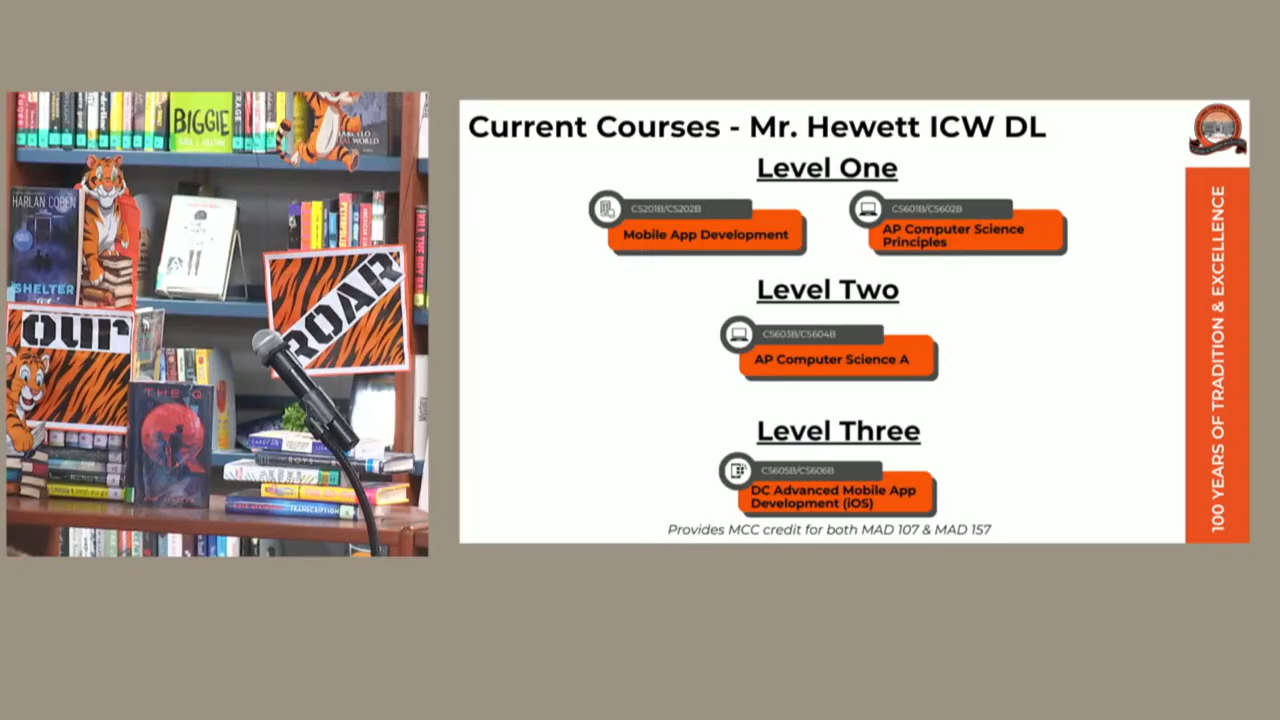 BIGGIE
HARLAN COBEN
SHELTER
our
ROAR
THE Q
TRANSCRIPTION
Current Courses - Mr. Hewett ICW DL
Level One
CS201B/CS202B
Mobile App Development
CS601B/CS602B
AP Computer Science
Principles
Level Two
CS603B/CS604B
AP Computer Science A
Level Three
CS605B/CS606B
DC Advanced Mobile App
Development (iOS)
Provides MCC credit for both MAD 107 & MAD 157
100 YEARS OF TRADITION & EXCELLENCE